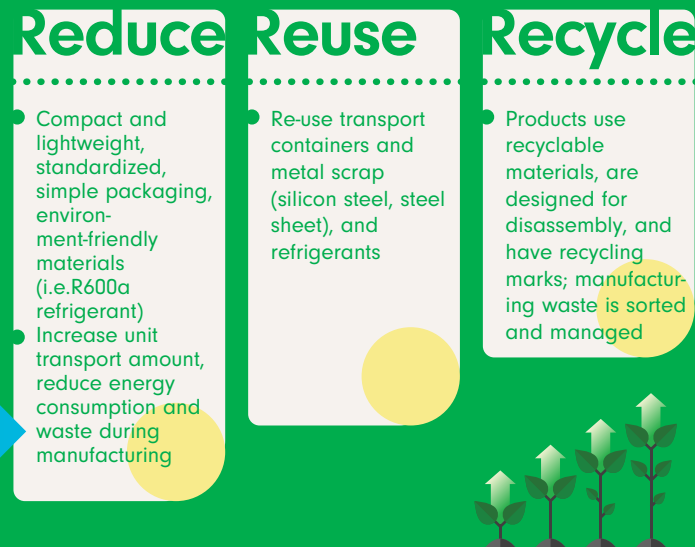 Reduce
Compact and
lightweight,
standardized,
simple packaging,
environ-
ment-friendly
materials
(i.e.R600a
refrigerant)
Increase unit
transport amount,
reduce energy
consumption and
waste during
manufacturing
Reuse
Re-use transport
containers and
metal scrap
(silicon steel, steel
sheet), and
refrigerants
Recycle
Products use
recyclable
materials, are
designed for
disassembly, and
have recycling
marks; manufactur-
ing waste is sorted
and managed